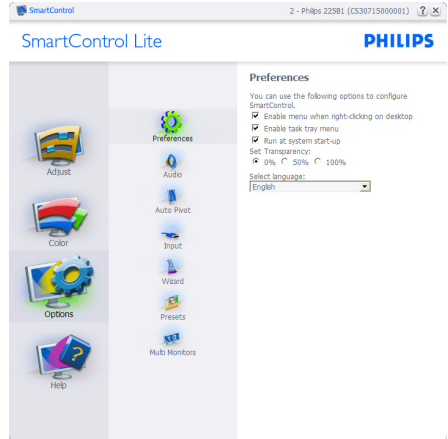 SmartControl
2 - Philips 225B1 (CS30715000001)
SmartControl Lite
PHILIPS
Adjust
Color
Options
Help
Preferences
Audio
Auto Pivot
Input
Wizard
Presets
Multi Monitors
Preferences
You can use the following options to configure
SmartControl.
Enable menu when right-clicking on desktop
Enable task tray menu
Run at system start-up
Set Transparency:
0% 50% 100%
Select language:
English